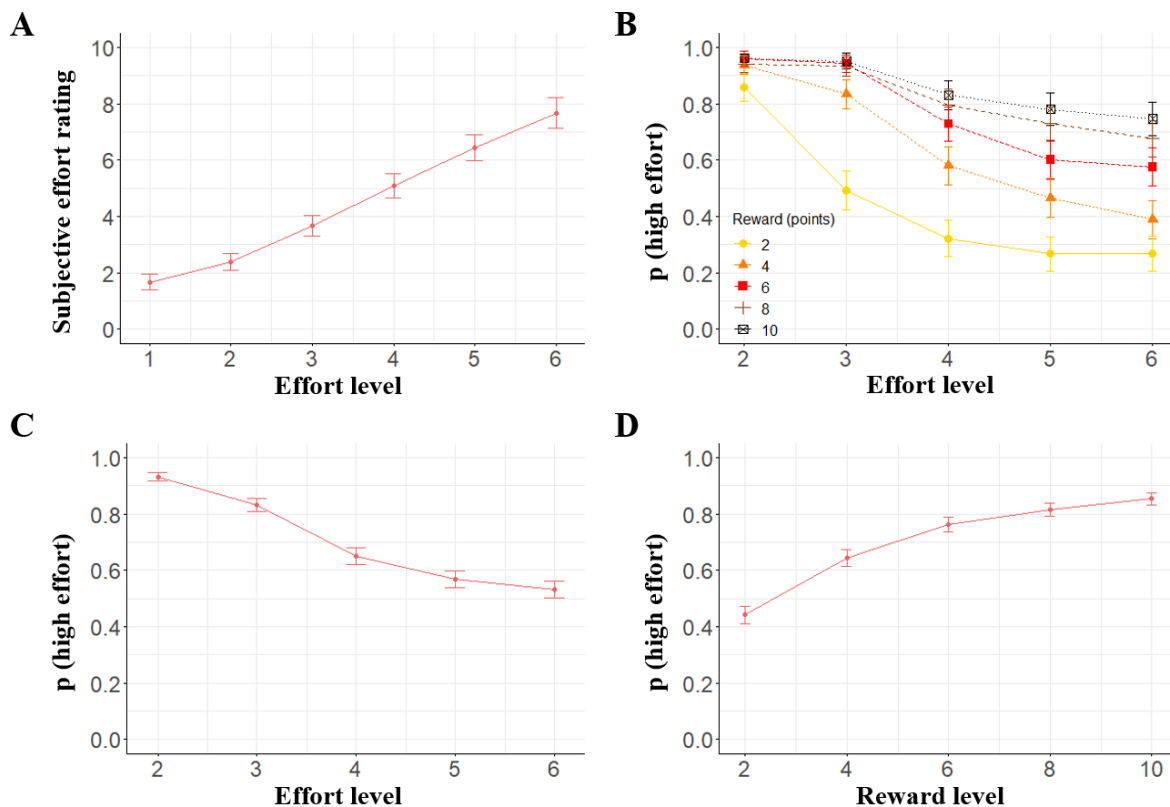 A
Subjective effort rating
10
8
6
4
2
0
1 2 3 4 5 6
Effort level
B
p (high effort)
1.0
0.8
0.6
0.4
0.2
0.0
Reward (points)
2
4
6
8
10
2 3 4 5 6
Effort level
C
p (high effort)
1.0
0.8
0.6
0.4
0.2
0.0
2 3 4 5 6
Effort level
D
p (high effort)
1.0
0.8
0.6
0.4
0.2
0.0
2 4 6 8 10
Reward level